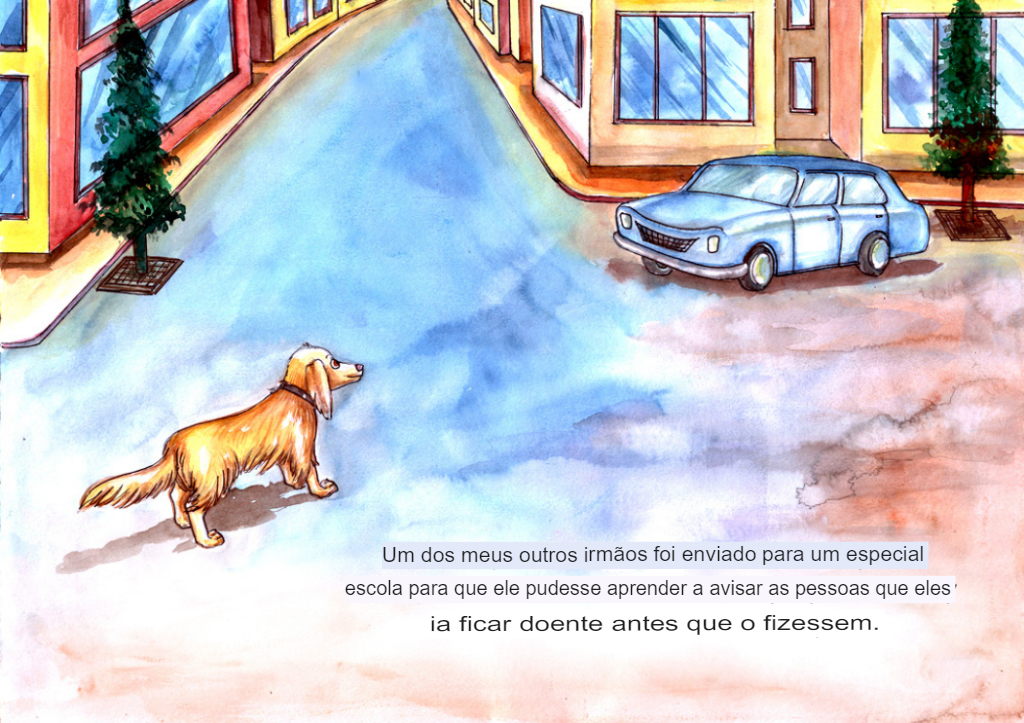 Um dos meus outros irmãos foi enviado para um especial
escola para que ele pudesse aprender a avisar as pessoas que eles
ia ficar doente antes que o fizessem.